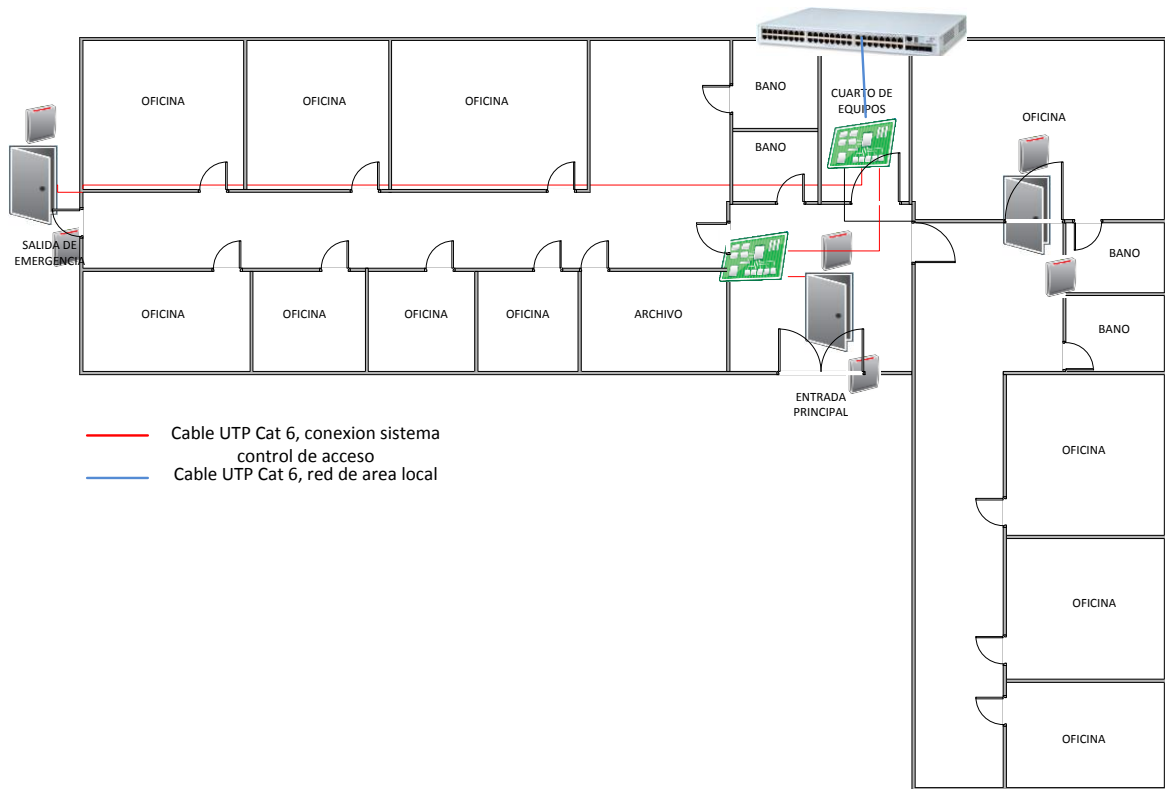 BANO
CUARTO DE
EQUIPOS
OFICINA
OFICINA
OFICINA
OFICINA
BANO
SALIDA DE
EMERGENCIA
BANO
OFICINA
OFICINA
OFICINA
OFICINA
ARCHIVO
BANO
ENTRADA
PRINCIPAL
Cable UTP Cat 6, conexion sistema
control de acceso
Cable UTP Cat 6, red de area local
OFICINA
OFICINA
OFICINA